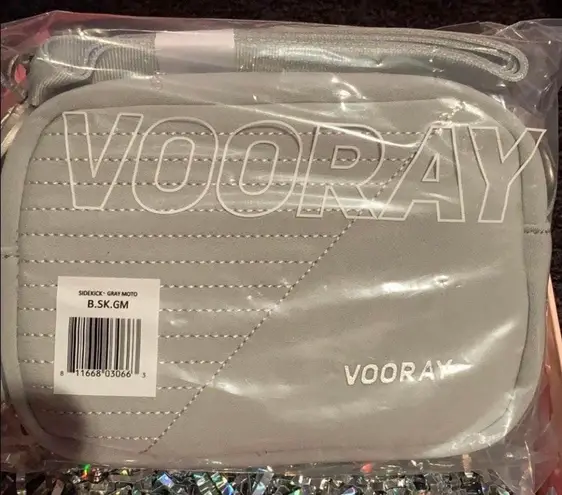 VOORAY
SIDEKICK - GRAY MOTO
B.SK.GM
8 11668 03066 3
VOORAY